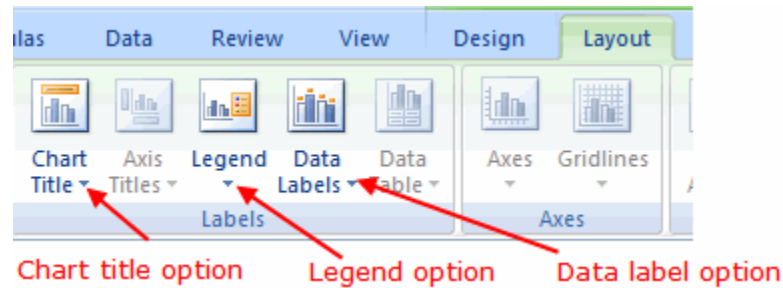 ulas Data Review View Design Layout
Chart Title Axis Titles Legend Data Labels Data Table Axes Gridlines
Labels Axes
Chart title option Legend option Data label option